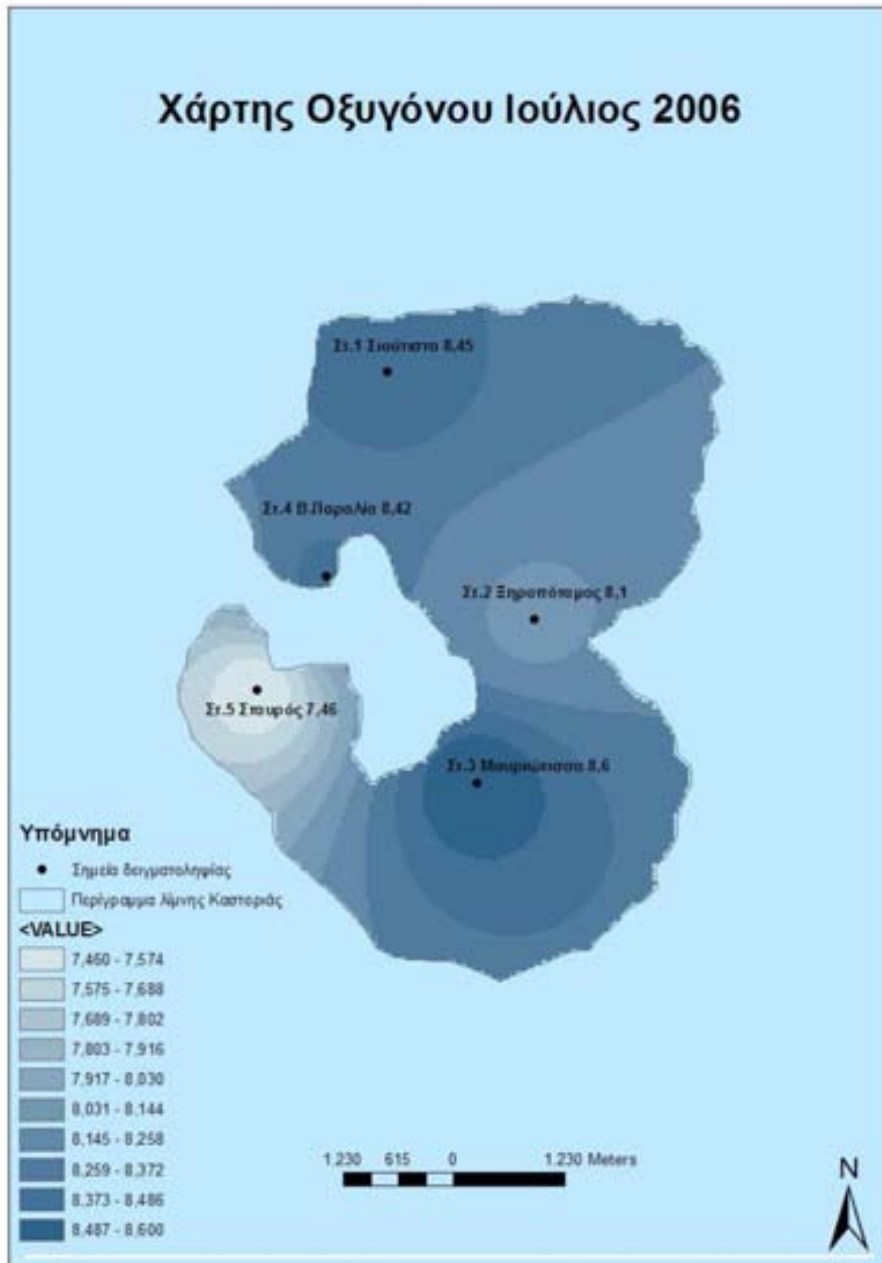 Χάρτης Οξυγόνου Ιούλιος 2006
Στ.1 Σιούτιστα 8,45
Στ.4 Β.Παραλία 8,42
Στ.2 Ξηροπόταμος 8,1
Στ.5 Σταυρός 7,46
Στ.3 Μαυριώτισσα 8,6
Υπόμνημα
Σημεία δειγματοληψίας
Περίγραμμα λίμνης Καστοριάς
<VALUE>
7,460 - 7,574
7,575 - 7,688
7,689 - 7,802
7,803 - 7,916
7,917 - 8,030
8,031 - 8,144
8,145 - 8,258
8,259 - 8,372
8,373 - 8,486
8,487 - 8,600
1.230 615 0 1.230 Meters
N